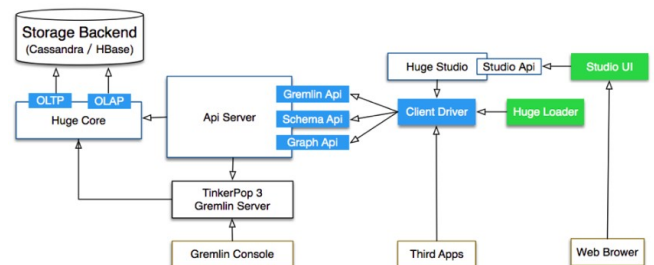 Storage Backend
(Cassandra / HBase)
OLTP
OLAP
Huge Core
Api Server
Gremlin Api
Schema Api
Graph Api
Huge Studio
Studio Api
Studio UI
Client Driver
Huge Loader
TinkerPop 3
Gremlin Server
Gremlin Console
Third Apps
Web Brower